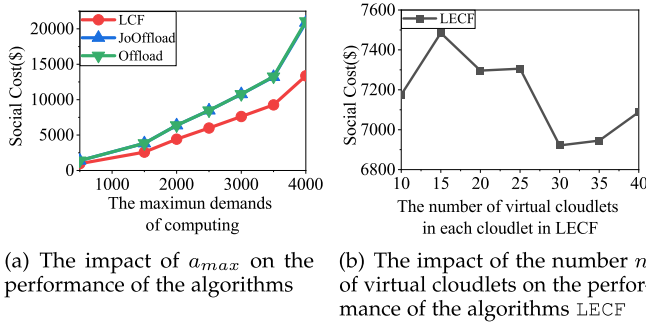 20000
15000
10000
5000
0
Social Cost($)
LCF
JoOffload
Offload
1000 2000 3000 4000
The maximun demands
of computing
7600
7400
7200
7000
6800
Social Cost($)
LECF
10 15 20 25 30 35 40
The number of virtual cloudlets
in each cloudlet in LECF
(a) The impact of a_max on the
performance of the algorithms
(b) The impact of the number n
of virtual cloudlets on the perfor-
mance of the algorithms LECF